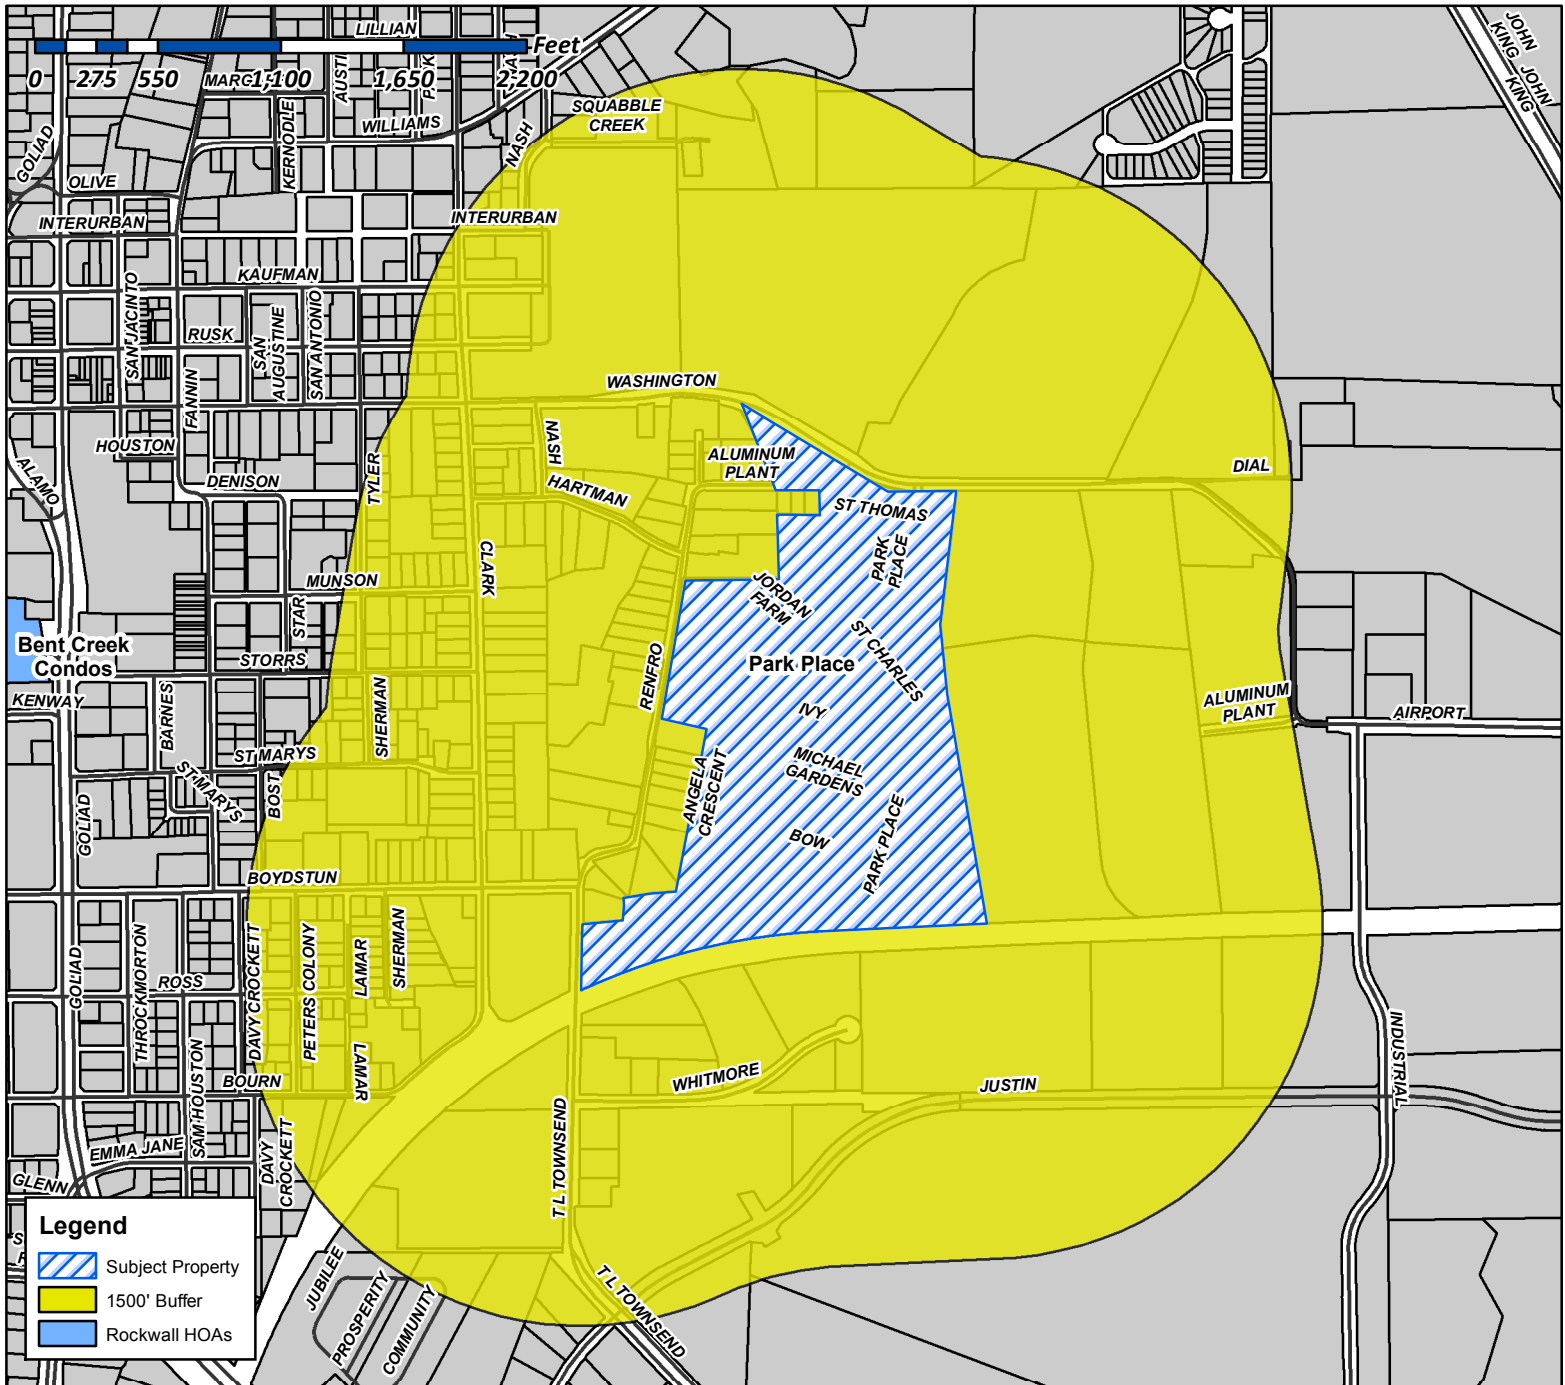 LILLIAN
Feet
0 275 550 1,100 1,650 2,200
MARG
AUSTI
KERNODLE
JOHN
KING
JOHN
KING
SQUABBLE
CREEK
WILLIAMS
NASH
GOLIAD
OLIVE
INTERURBAN
INTERURBAN
KAUFMAN
SAN JACINTO
RUSK
SAN
AUGUSTINE
SAN ANTONIO
FANNIN
WASHINGTON
HOUSTON
NASH
ALUMINUM
PLANT
DIAL
ALAMO
DENISON
TYLER
HARTMAN
ST THOMAS
CLARK
PARK
PLACE
MUNSON
JORDAN
FARM
STAR
Bent Creek
Condos
STORRS
ST CHARLES
Park Place
RENFRO
KENWAY
BARNES
SHERMAN
IVY
ALUMINUM
PLANT
AIRPORT
ST MARYS
ST MARYS
BOST
ANGELA
CRESCENT
MICHAEL
GARDENS
GOLIAD
BOW
PARK PLACE
BOYDSTUN
GOLIAD
THROCKMORTON
ROSS
DAVY CROCKETT
PETERS COLONY
LAMAR
SHERMAN
SAM HOUSTON
BOURN
LAMAR
WHITMORE
JUSTIN
INDUSTRIAL
EMMA JANE
DAVY
CROCKETT
T L TOWNSEND
GLENN
JUBILEE
PROSPERITY
COMMUNITY
T L TOWNSEND
Legend
Subject Property
1500' Buffer
Rockwall HOAs